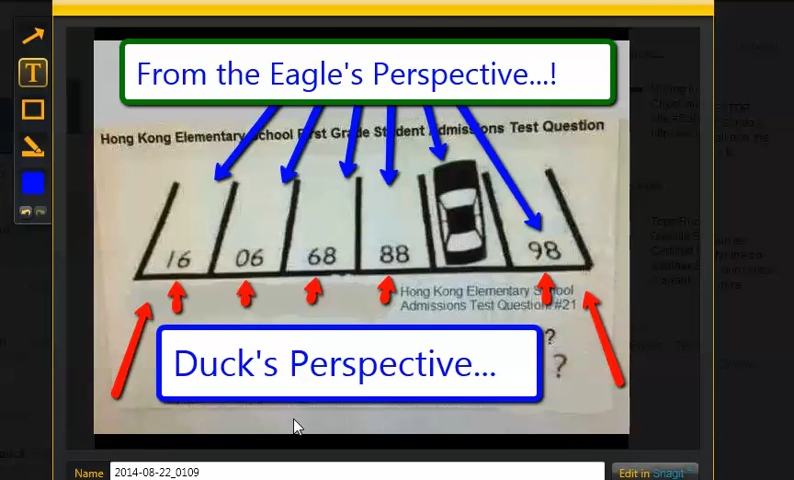 From the Eagle's Perspective...!
Hong Kong Elementary School First Grade Student Admissions Test Question
16 06 68 88 98
Hong Kong Elementary School
Admissions Test Question #21
?
Duck's Perspective...
?
T
Name 2014-08-22_0109 Edit in Snagit